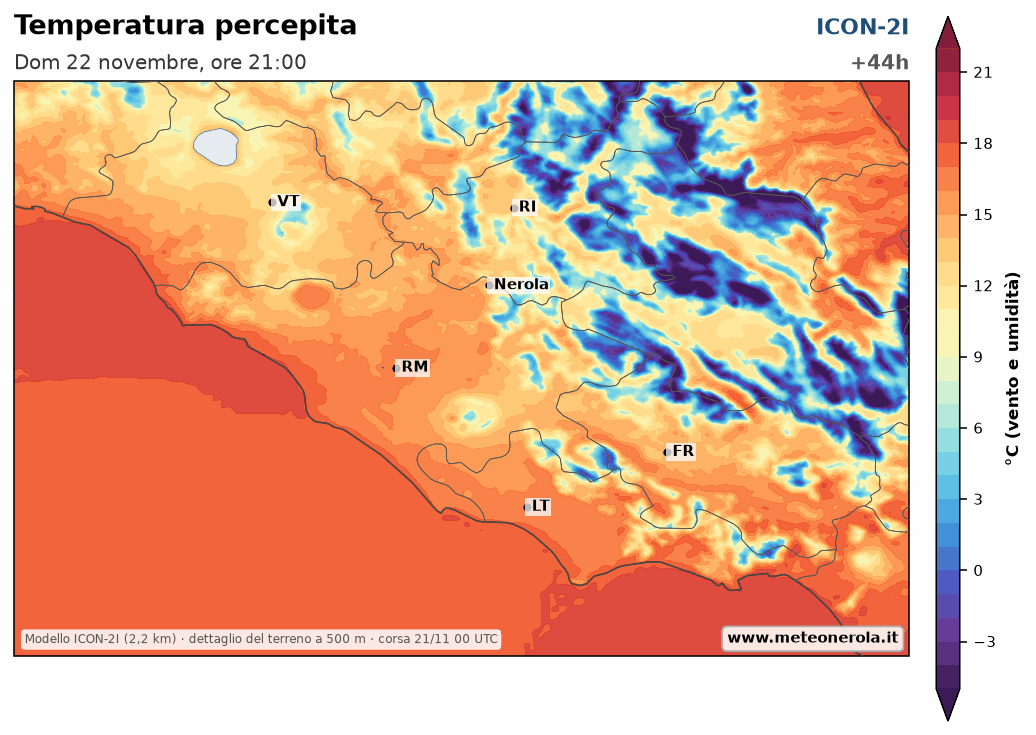 Temperatura percepita
ICON-2I
Dom 22 novembre, ore 21:00
+44h
21
18
15
12
9
6
3
0
−3
°C (vento e umidità)
VT
RI
Nerola
RM
FR
LT
Modello ICON-2I (2,2 km) · dettaglio del terreno a 500 m · corsa 21/11 00 UTC
www.meteonerola.it